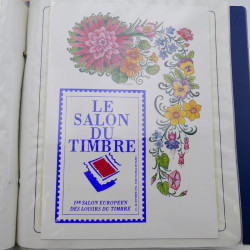 LE
SALON
DU
TIMBRE
1ER SALON EUROPEEN
DES LOISIRS DU TIMBRE